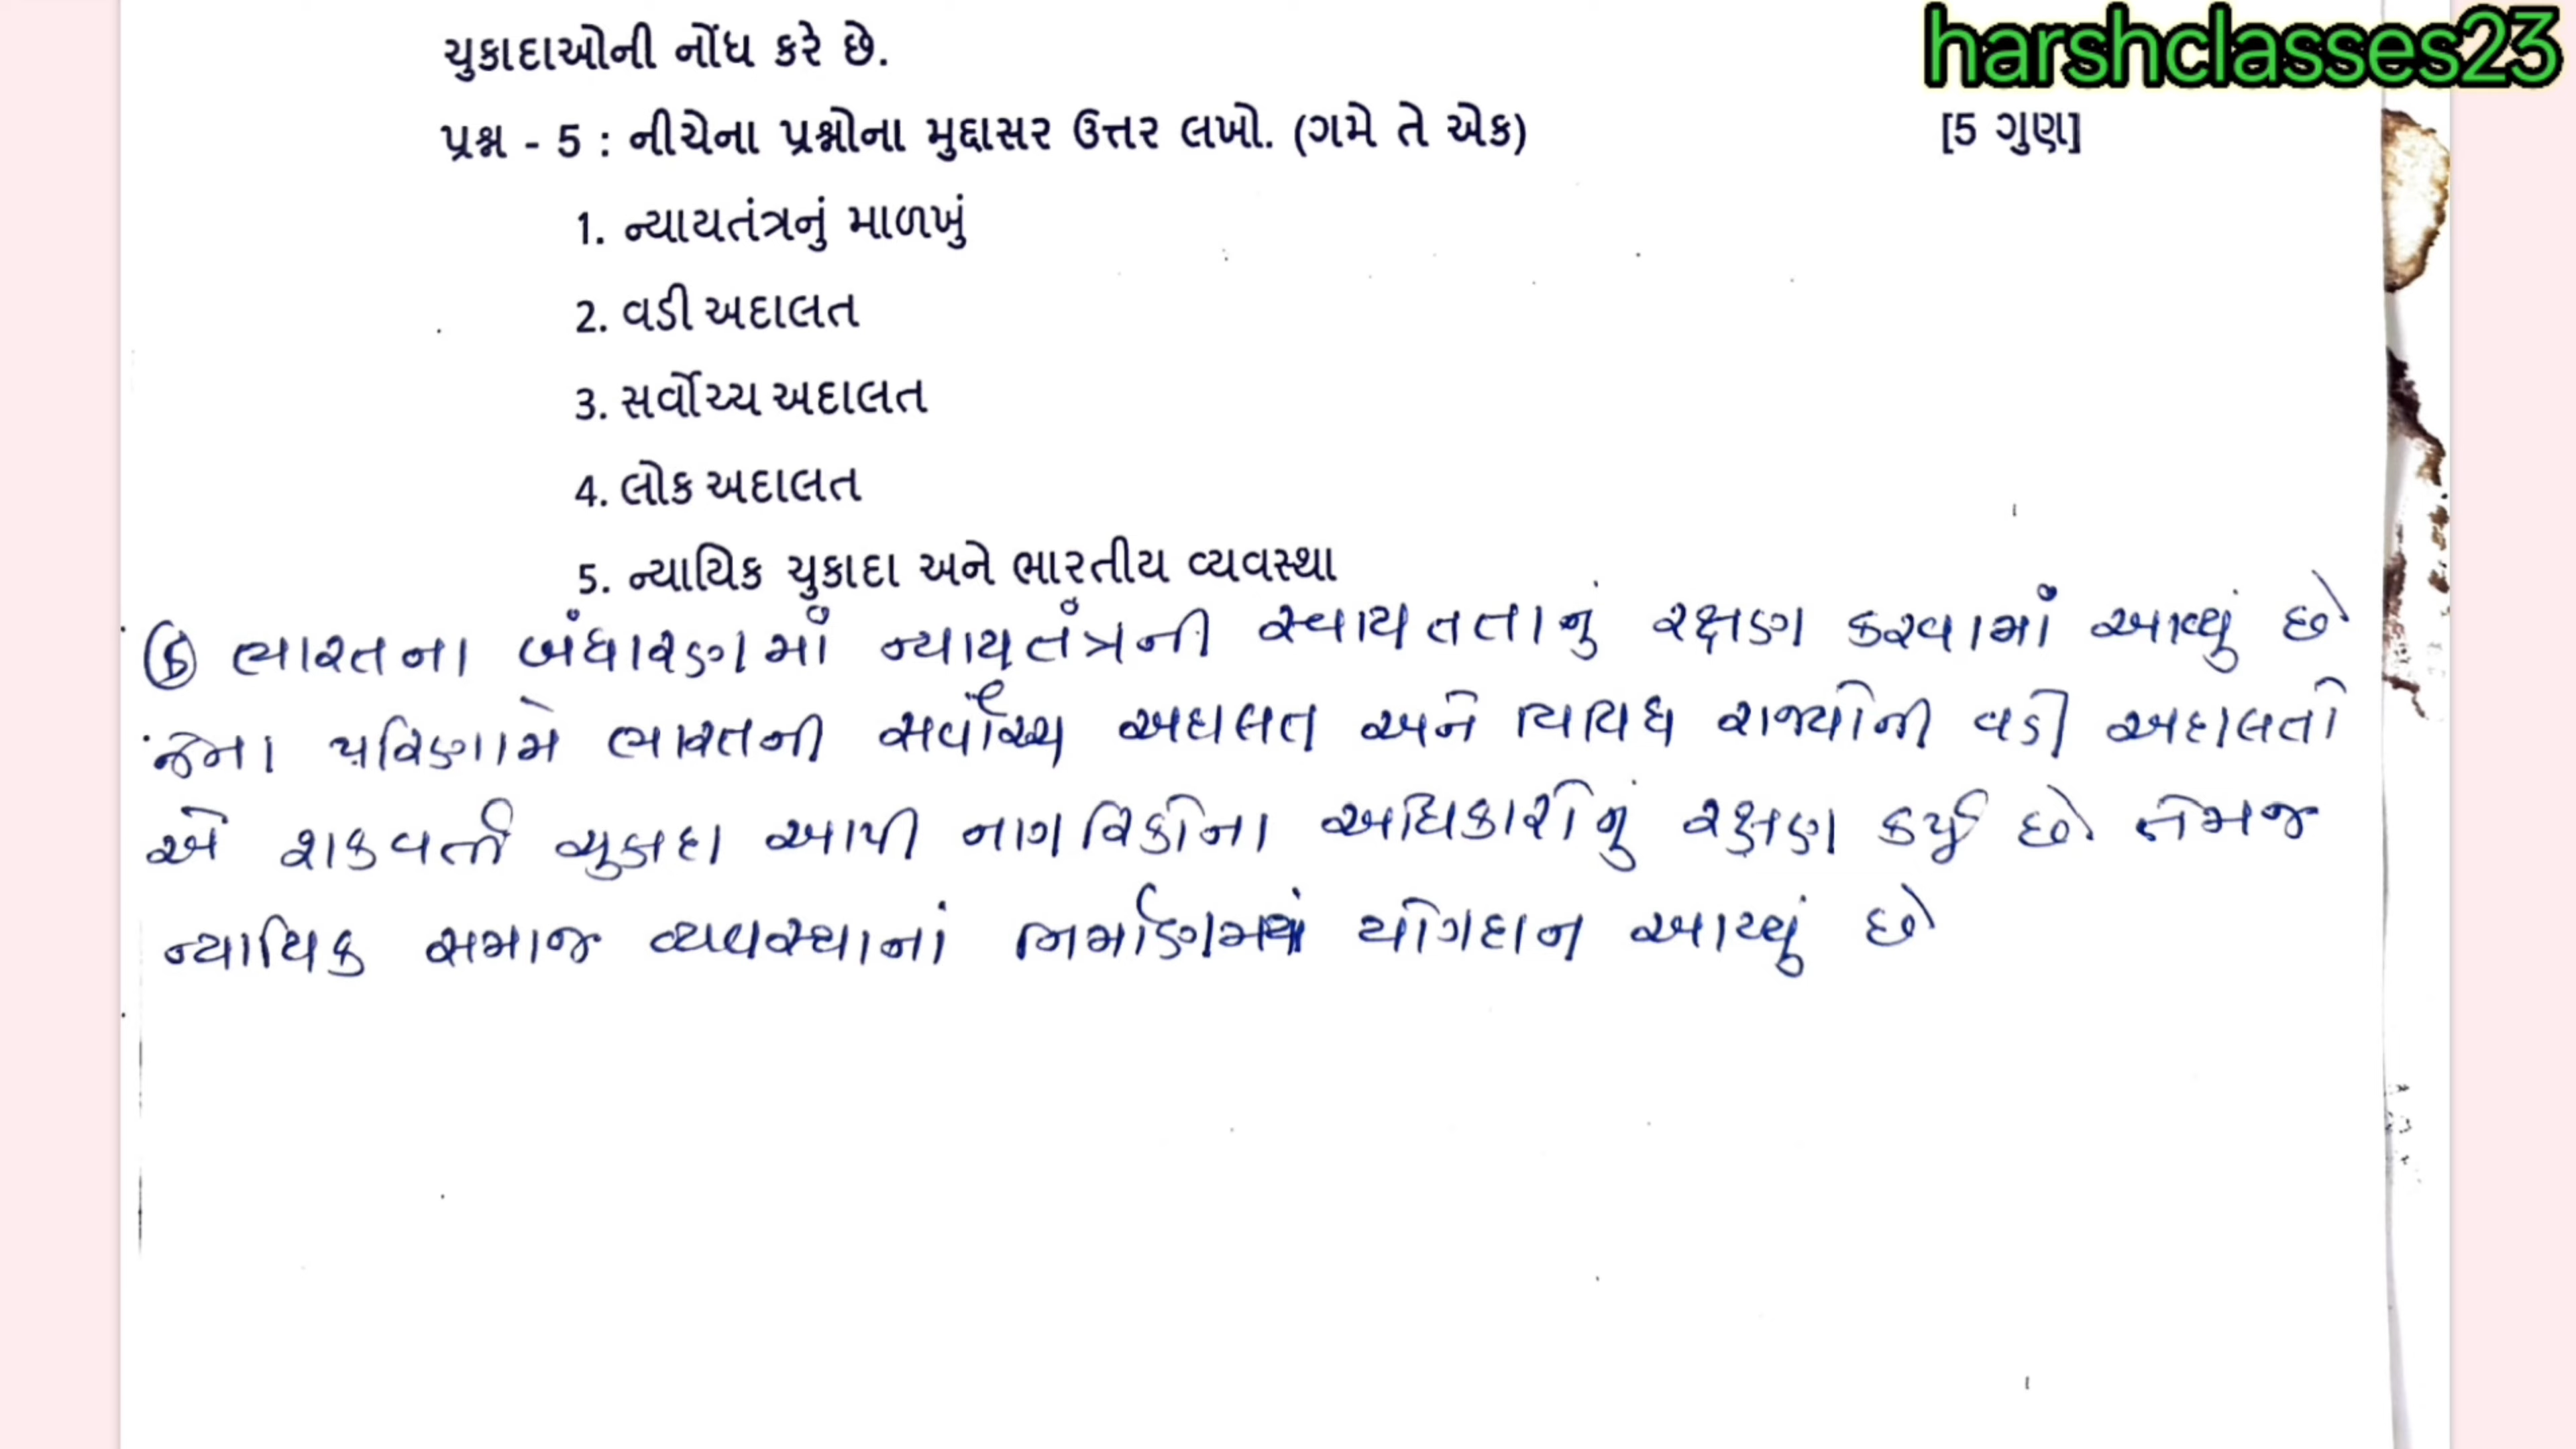 harshclasses23
ચુકાદાઓની નોંધ કરે છે.
પ્રશ્ન - 5 : નીચેના પ્રશ્નોના મુદ્દાસર ઉત્તર લખો. (ગમે તે એક) [5 ગુણ]
1. ન્યાયતંત્રનું માળખું
2. વડી અદાલત
3. સર્વોચ્ચ અદાલત
4. લોક અદાલત
5. ન્યાયિક ચુકાદા અને ભારતીય વ્યવસ્થા
⑥ ભારતના બંધારણમાં ન્યાયતંત્રની સ્વાયતતાનું રક્ષણ કરવામાં આવ્યું છે
જેના પરિણામે ભારતની સર્વોચ્ચ અદાલત અને વિવિધ રાજ્યોની વડી અદાલતો
એ શકવર્તી ચુકાદા આપી નાગરિકોના અધિકારોનું રક્ષણ કર્યું છે તેમજ
ન્યાયિક સમાજ વ્યવસ્થાનાં નિર્માણમાં યોગદાન આપ્યું છે